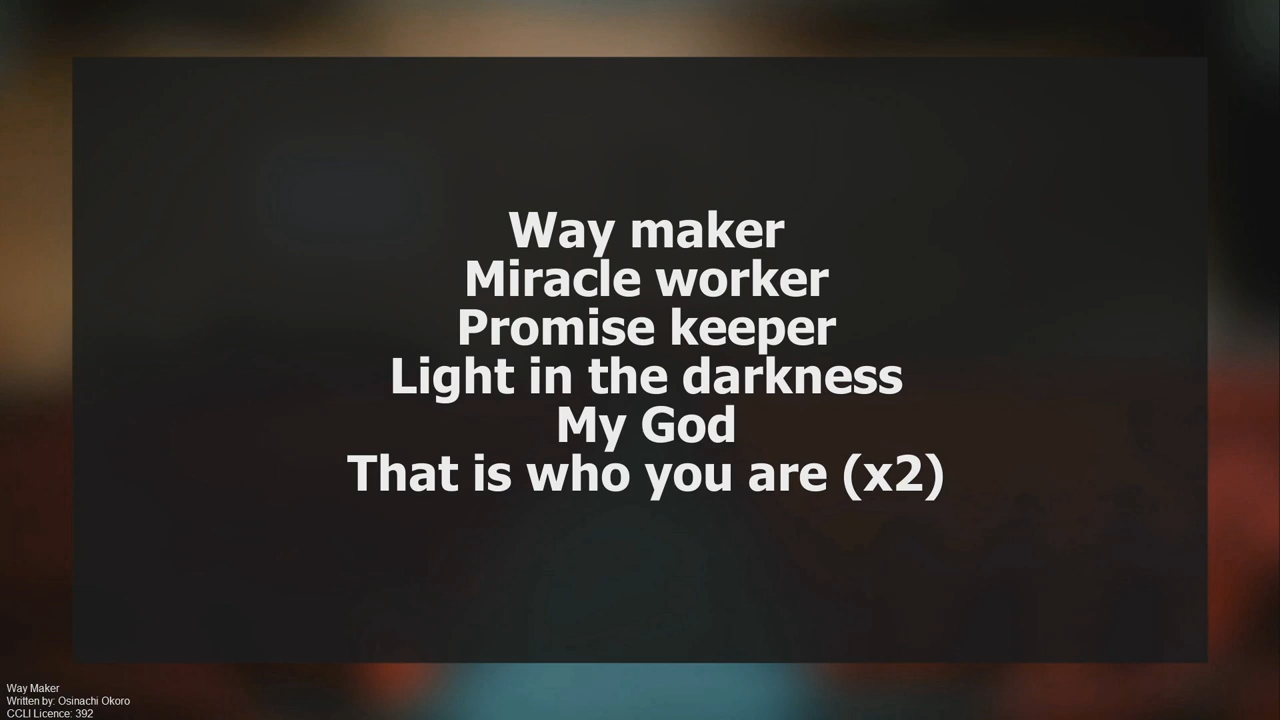 Way maker
Miracle worker
Promise keeper
Light in the darkness
My God
That is who you are (x2)
Way Maker
Written by: Osinachi Okoro
CCLI Licence: 392